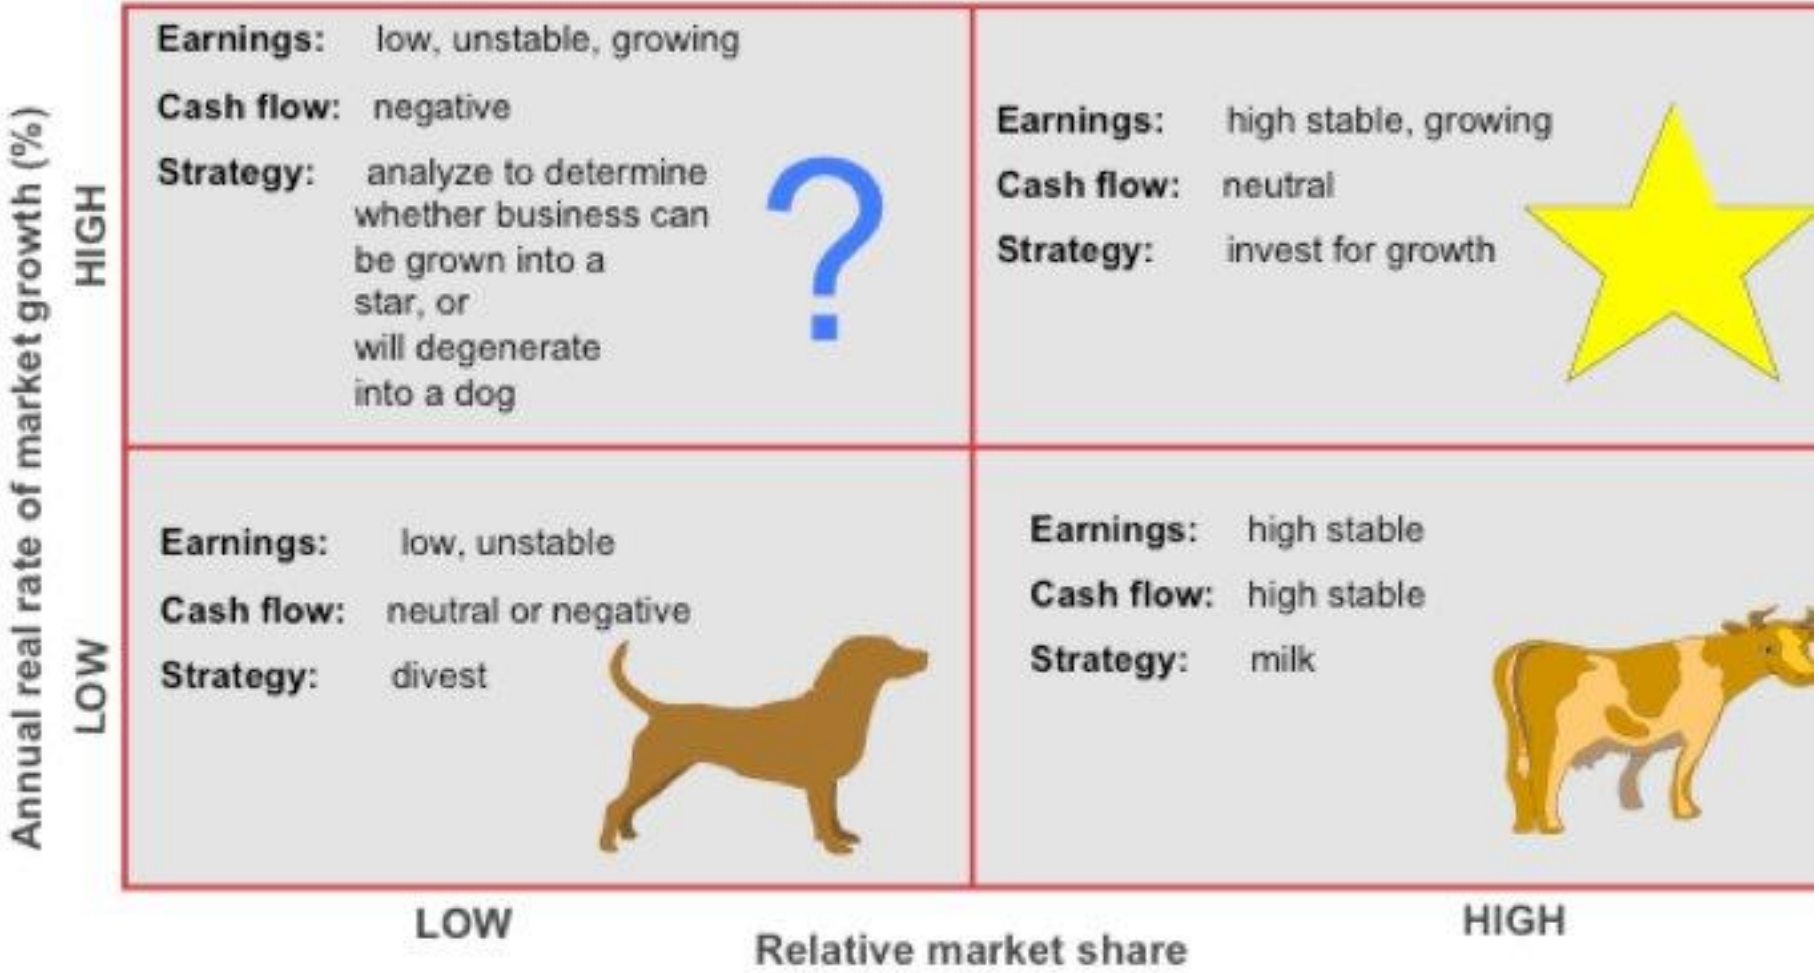 Annual real rate of market growth (%)
HIGH
LOW
Earnings: low, unstable, growing
Cash flow: negative
Strategy: analyze to determine
whether business can
be grown into a
star, or
will degenerate
into a dog
?
Earnings: high stable, growing
Cash flow: neutral
Strategy: invest for growth
Earnings: low, unstable
Cash flow: neutral or negative
Strategy: divest
Earnings: high stable
Cash flow: high stable
Strategy: milk
LOW
HIGH
Relative market share